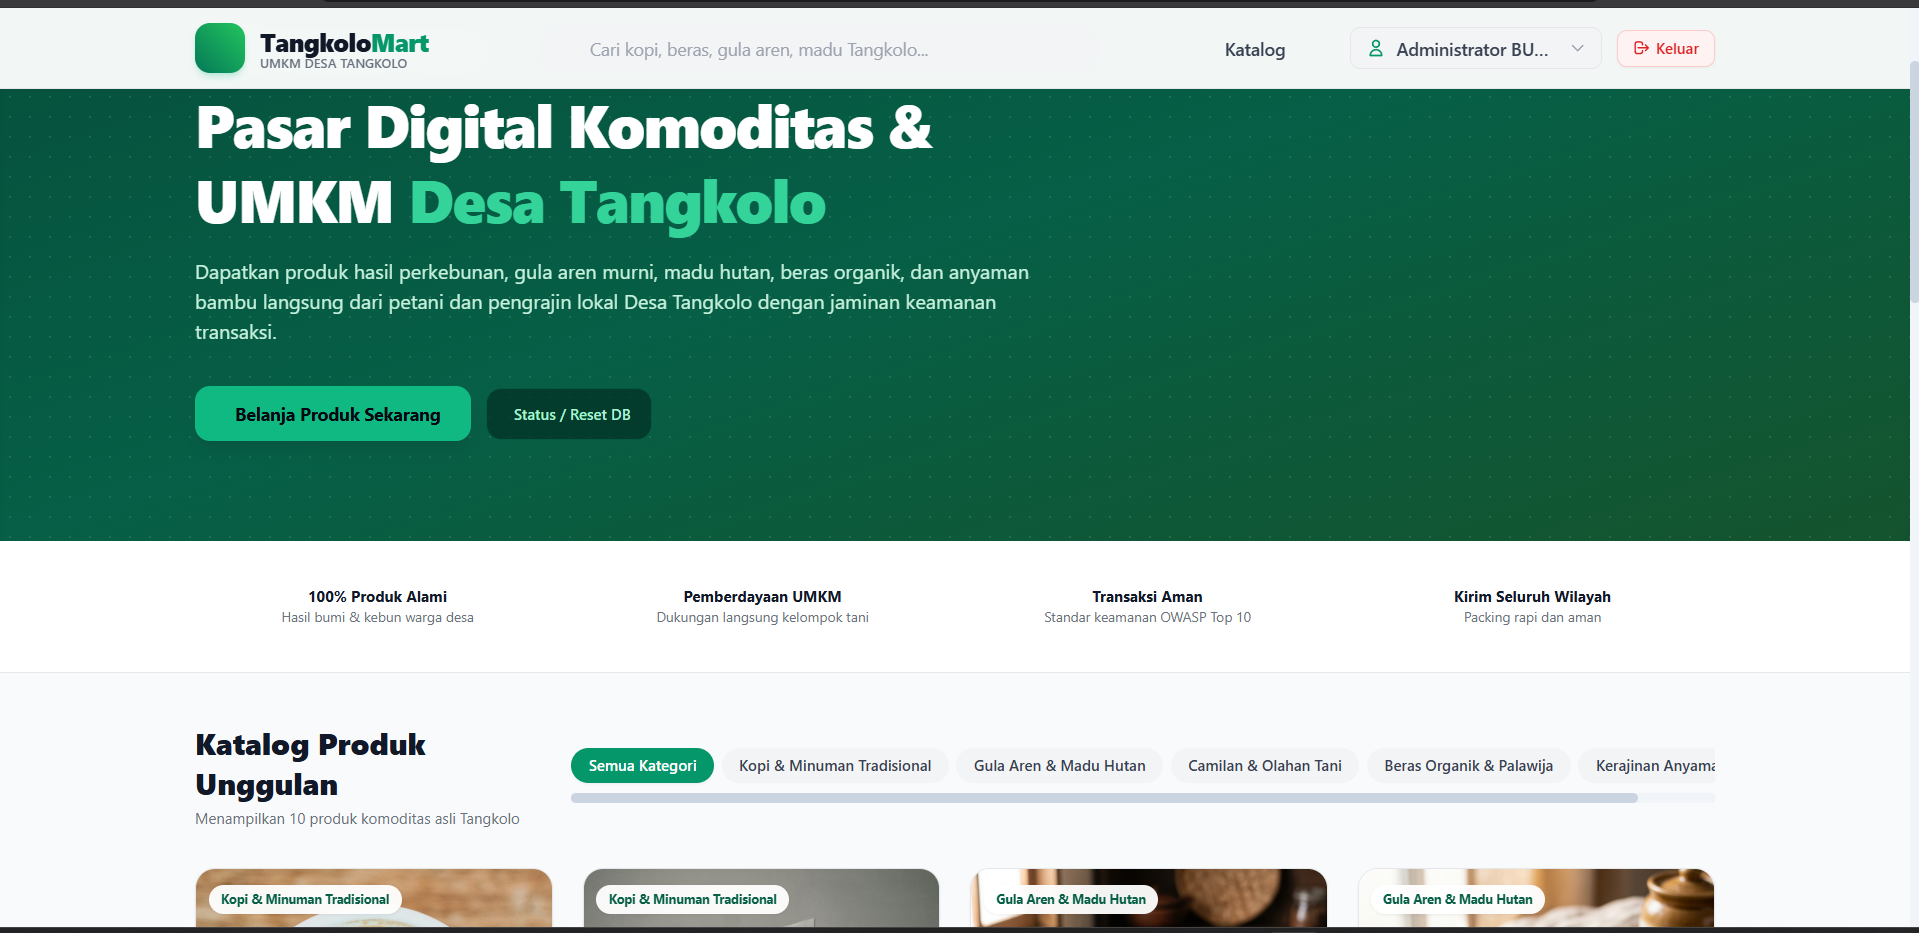 TangkoloMart
UMKM DESA TANGKOLO
Cari kopi, beras, gula aren, madu Tangkolo...
Katalog
Administrator BU...
Keluar
Pasar Digital Komoditas &
UMKM Desa Tangkolo
Dapatkan produk hasil perkebunan, gula aren murni, madu hutan, beras organik, dan anyaman
bambu langsung dari petani dan pengrajin lokal Desa Tangkolo dengan jaminan keamanan
transaksi.
Belanja Produk Sekarang
Status / Reset DB
100% Produk Alami
Hasil bumi & kebun warga desa
Pemberdayaan UMKM
Dukungan langsung kelompok tani
Transaksi Aman
Standar keamanan OWASP Top 10
Kirim Seluruh Wilayah
Packing rapi dan aman
Katalog Produk
Unggulan
Menampilkan 10 produk komoditas asli Tangkolo
Semua Kategori
Kopi & Minuman Tradisional
Gula Aren & Madu Hutan
Camilan & Olahan Tani
Beras Organik & Palawija
Kerajinan Anyama
Kopi & Minuman Tradisional
Kopi & Minuman Tradisional
Gula Aren & Madu Hutan
Gula Aren & Madu Hutan